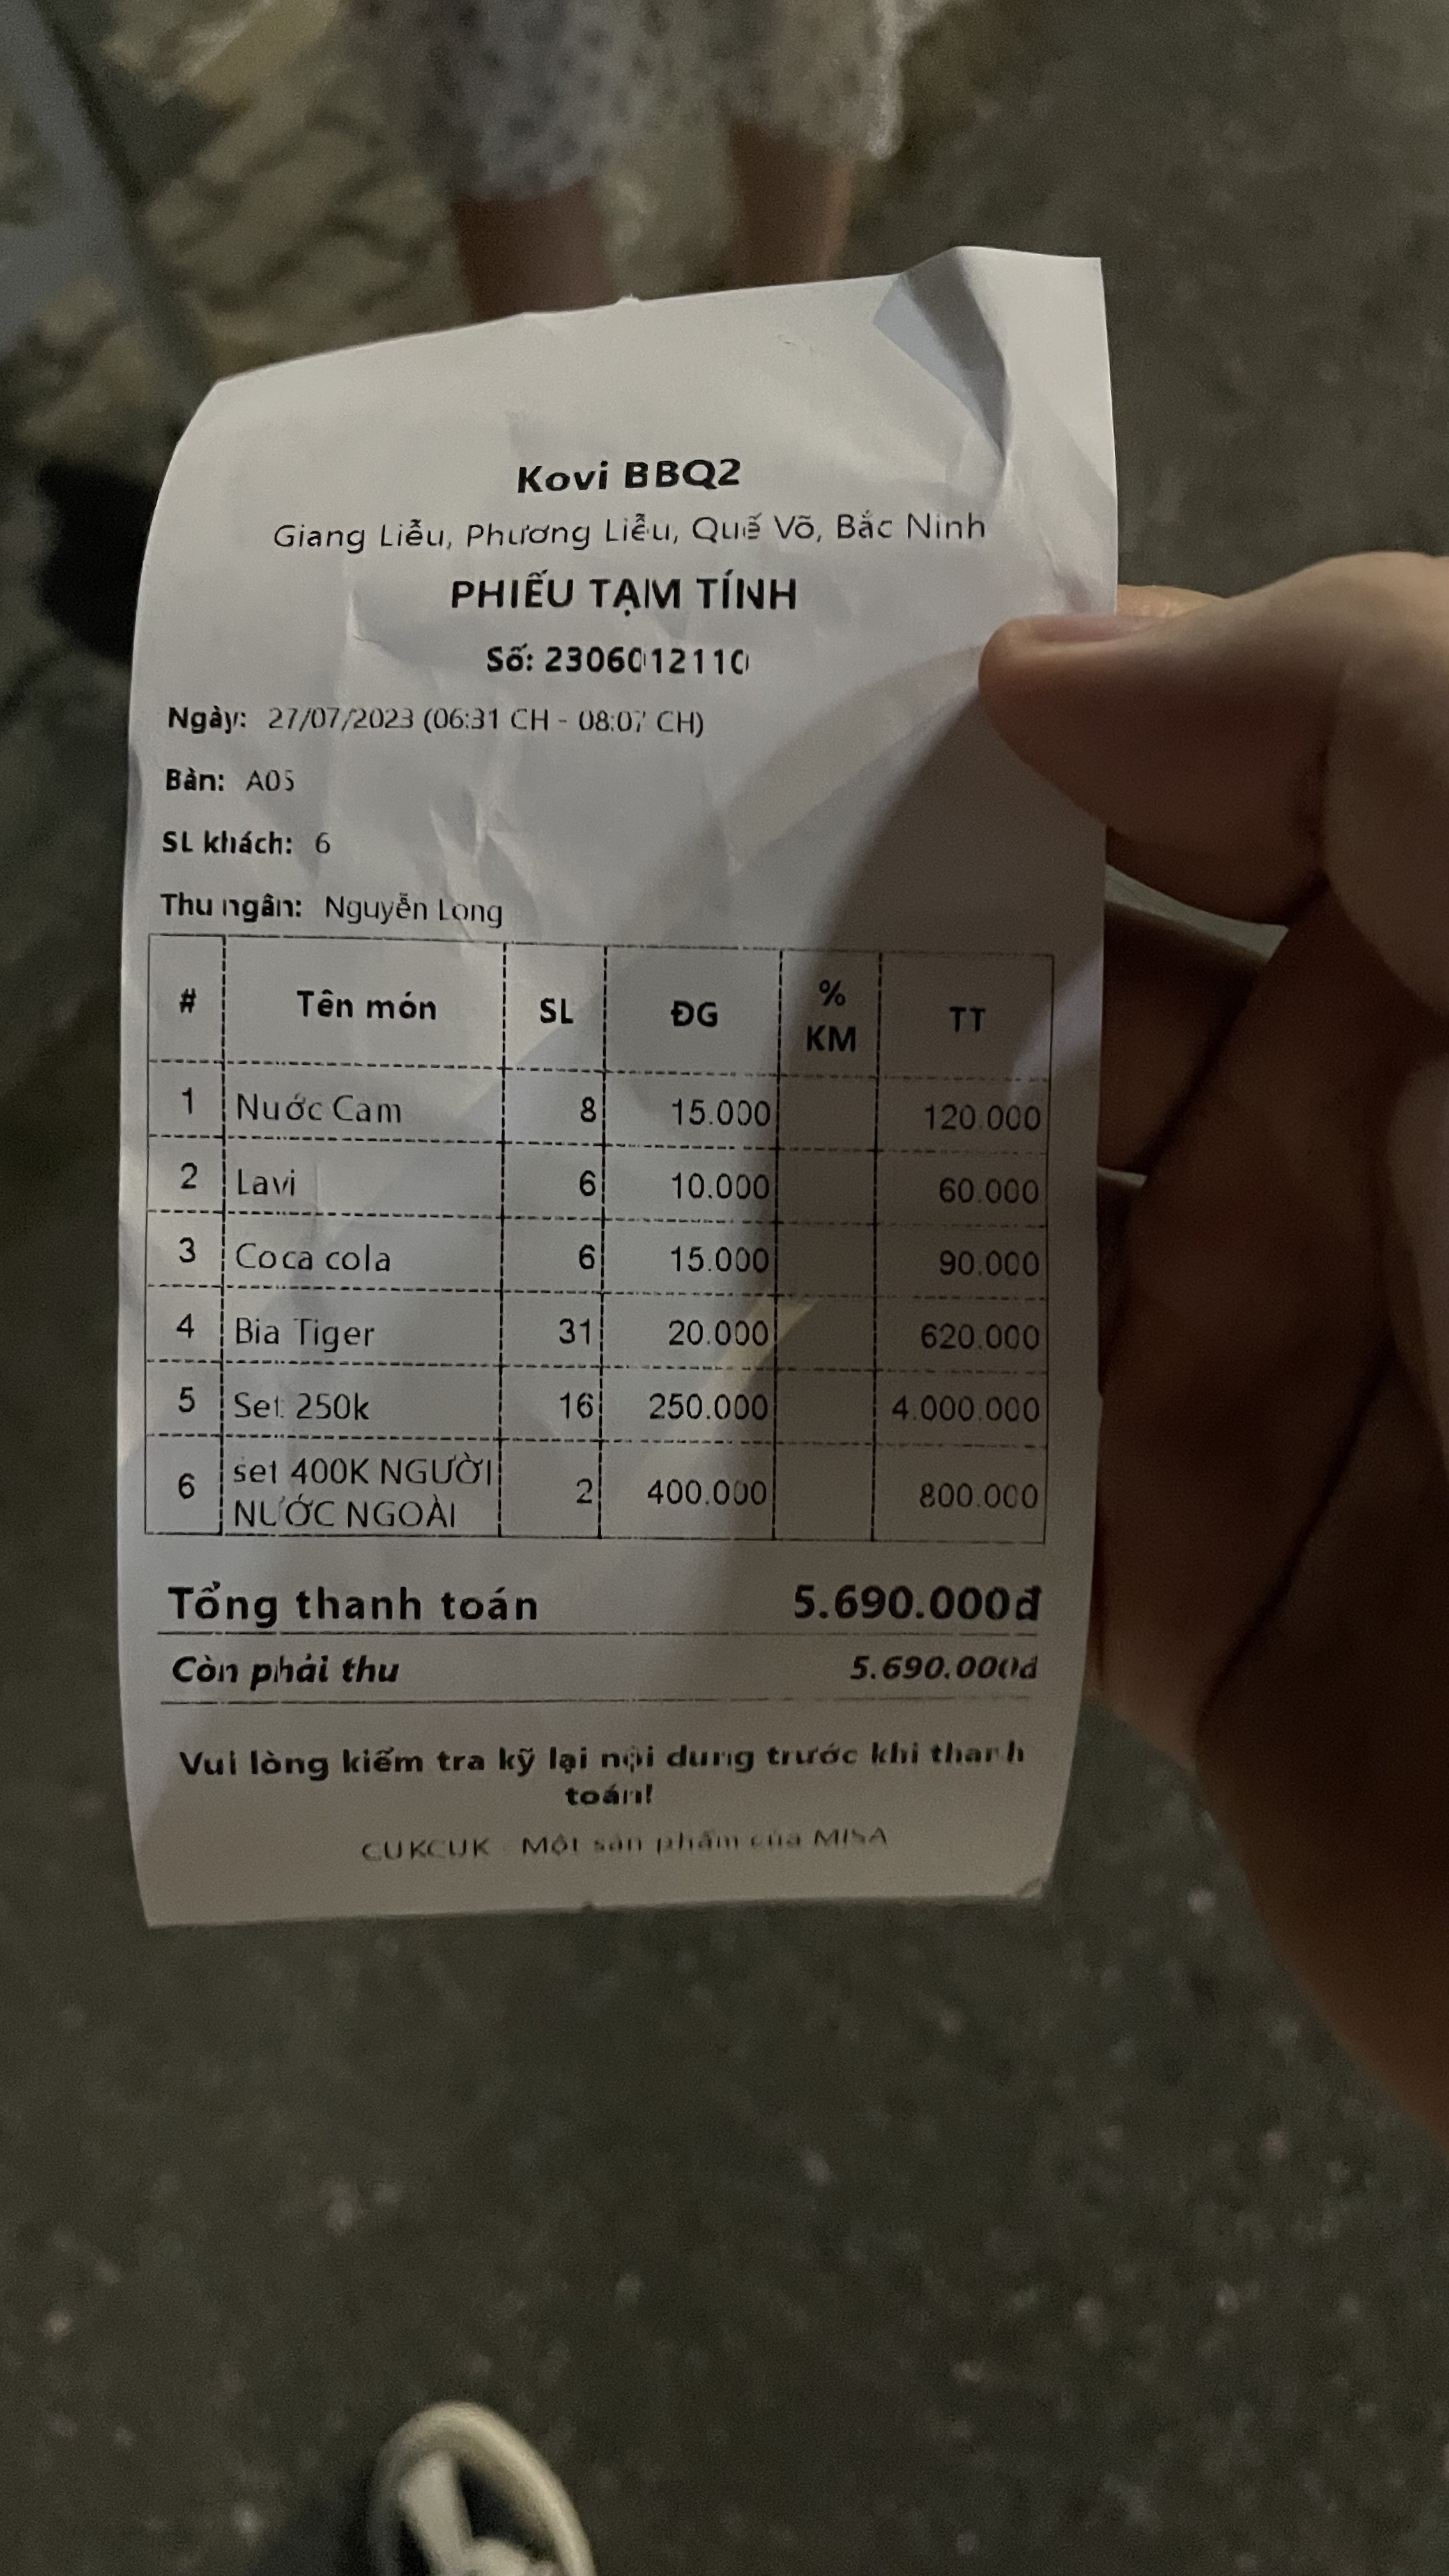 Kovi BBQ2
Giang Liễu, Phương Liễu, Quế Võ, Bắc Ninh
PHIẾU TẠM TÍNH
Số: 2306012110
Ngày: 27/07/2023 (06:31 CH - 08:07 CH)
Bàn: A05
SL khách: 6
Thu ngân: Nguyễn Long
# Tên món SL ĐG % KM TT
1 Nước Cam 8 15.000 120.000
2 Lavi 6 10.000 60.000
3 Coca cola 6 15.000 90.000
4 Bia Tiger 31 20.000 620.000
5 Set 250k 16 250.000 4.000.000
6 set 400K NGƯỜI 2 400.000 800.000
NƯỚC NGOÀI
Tổng thanh toán 5.690.000đ
Còn phải thu 5.690.000đ
Vui lòng kiểm tra kỹ lại nội dung trước khi thanh
toán!
CUKCUK - Một sản phẩm của MISA